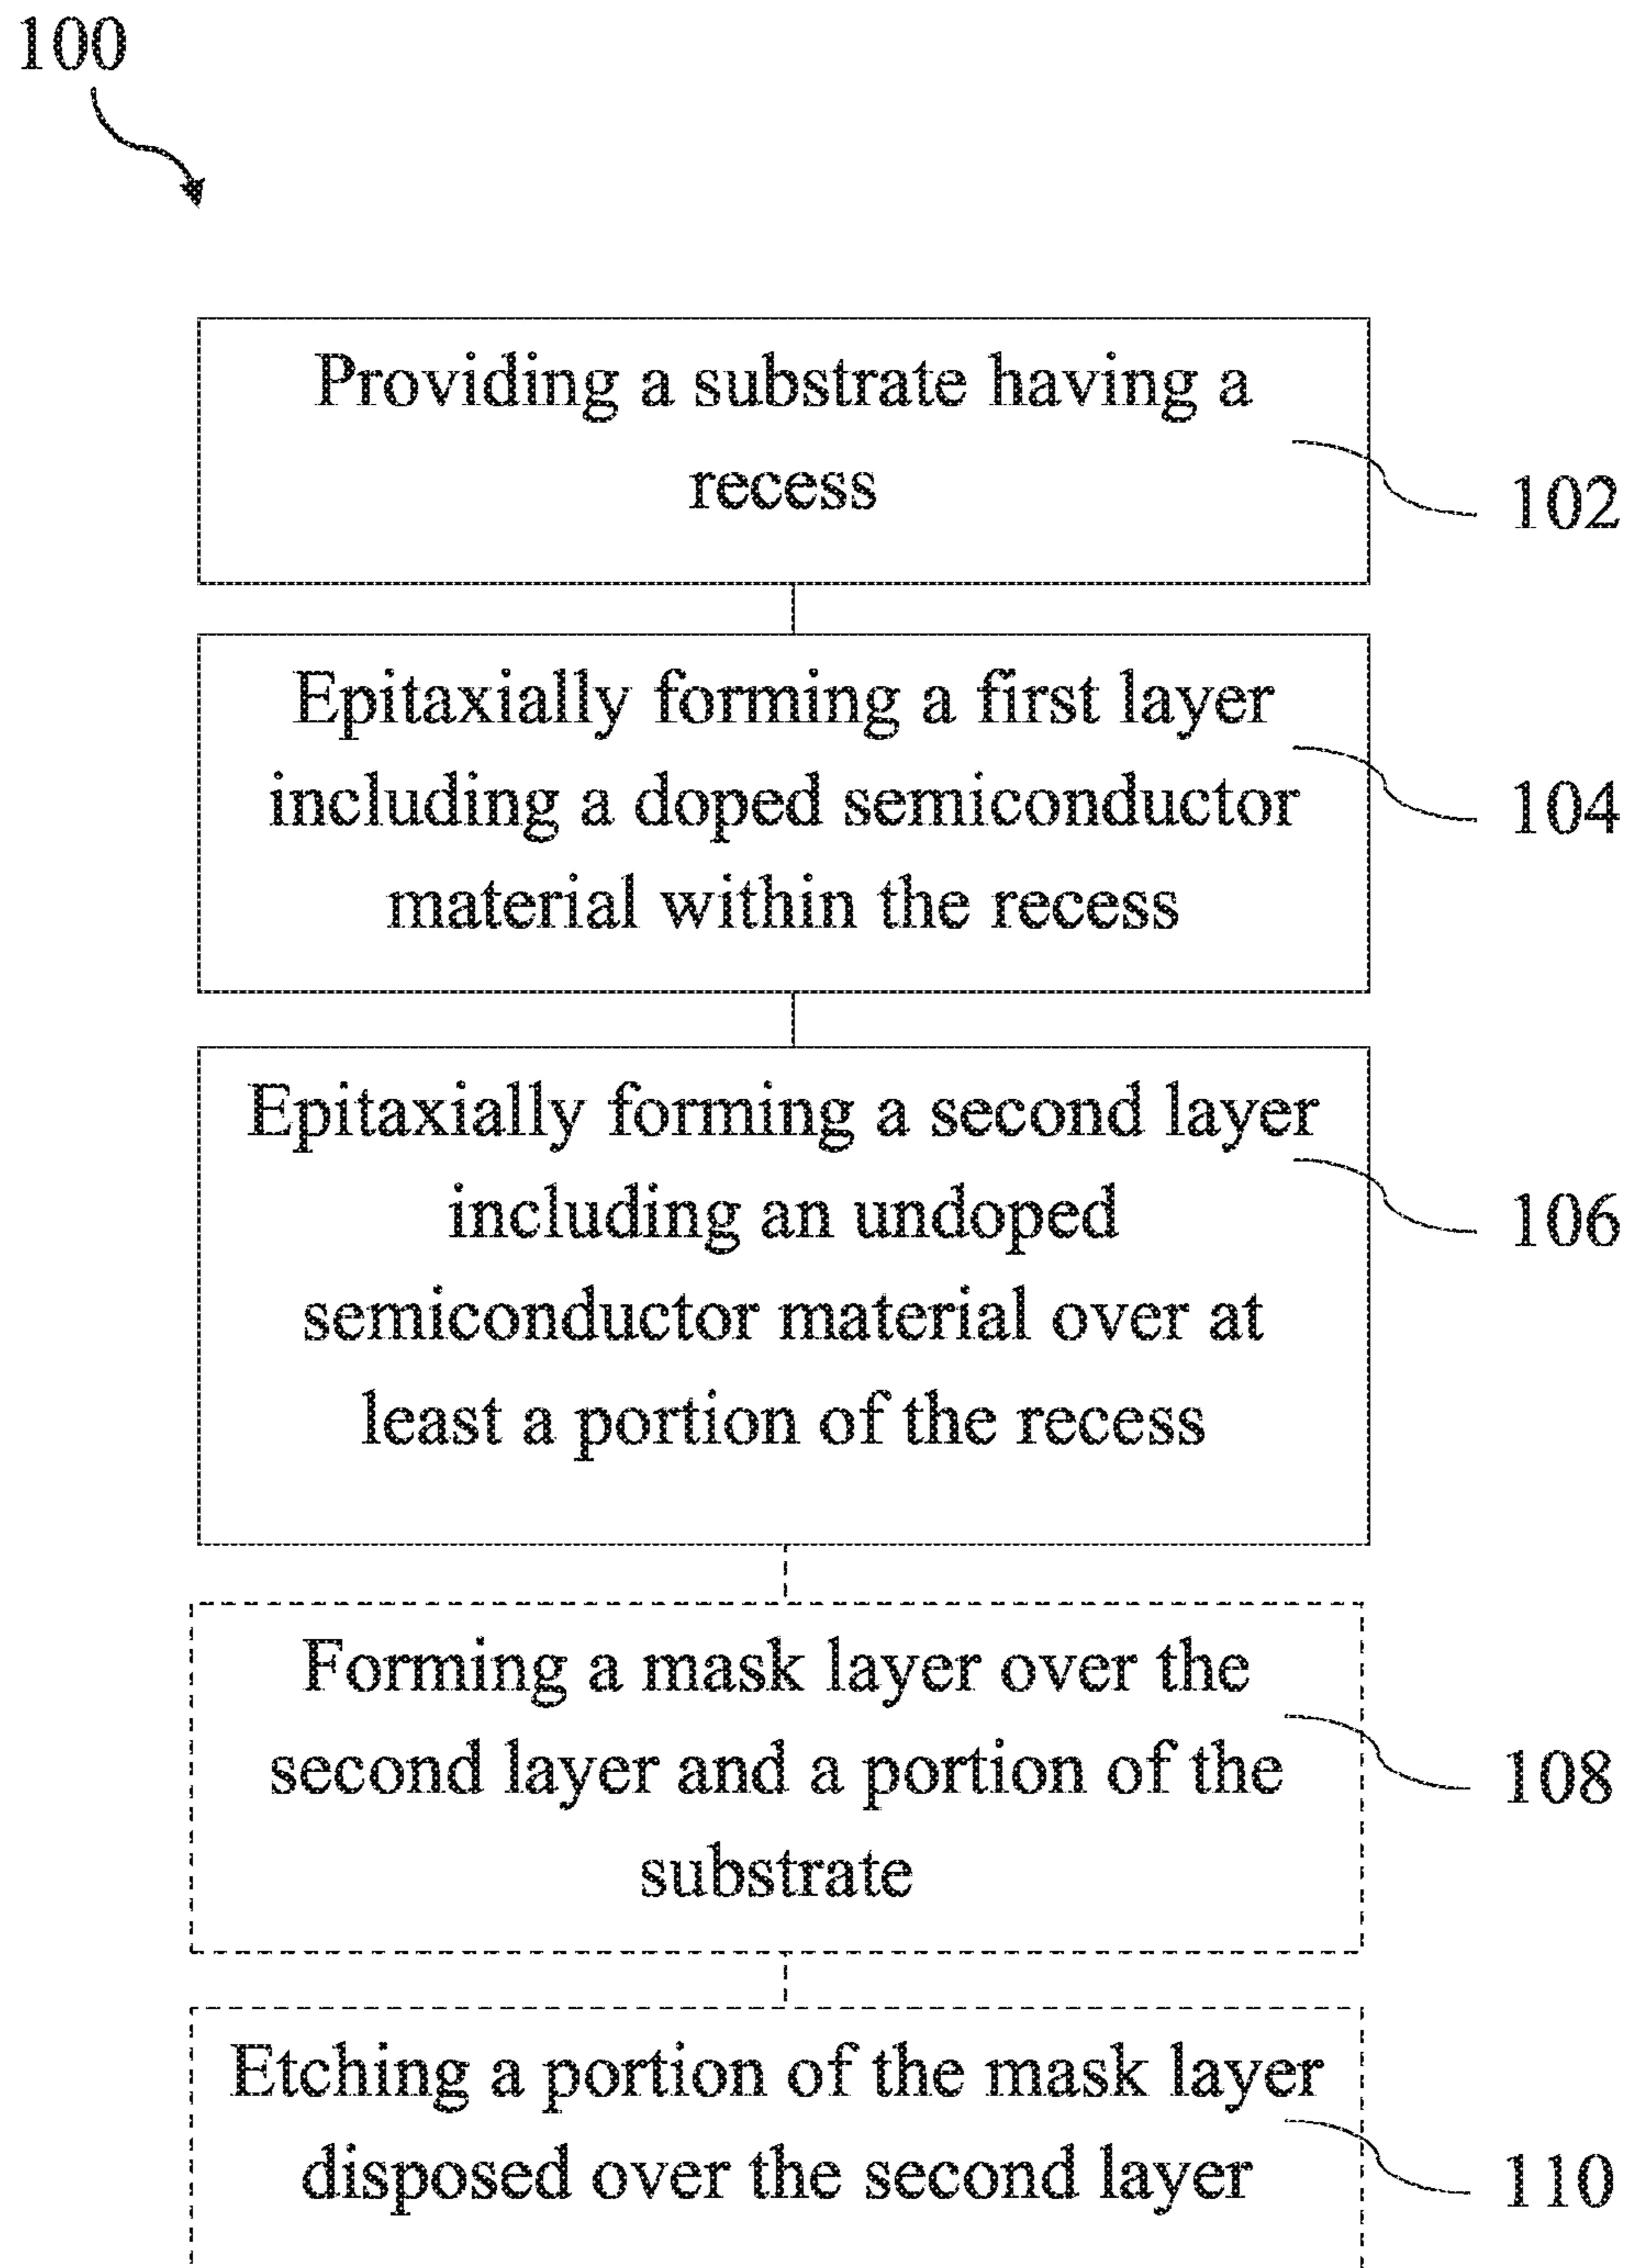 100
Providing a substrate having a
recess
102
Epitaxially forming a first layer
including a doped semiconductor
material within the recess
104
Epitaxially forming a second layer
including an undoped
semiconductor material over at
least a portion of the recess
106
Forming a mask layer over the
second layer and a portion of the
substrate
108
Etching a portion of the mask layer
disposed over the second layer
110